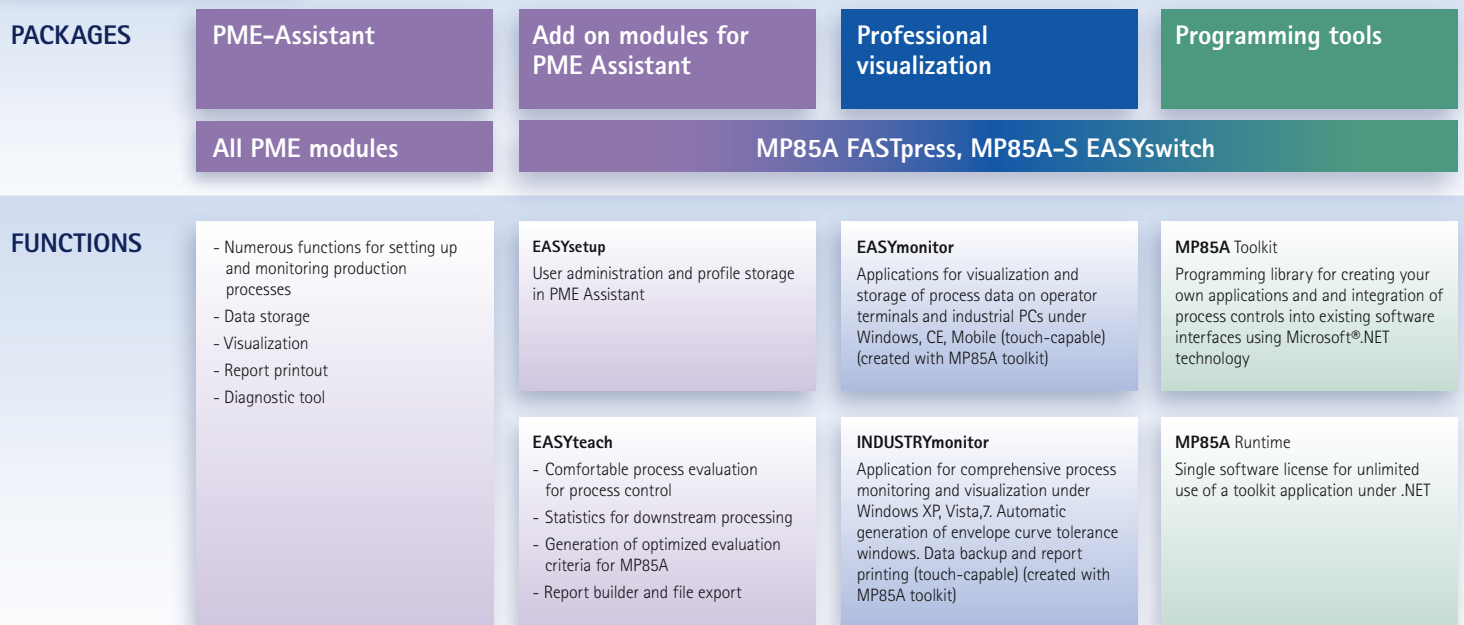 PACKAGES
PME-Assistant
Add on modules for
PME Assistant
Professional
visualization
Programming tools
All PME modules
MP85A FASTpress, MP85A-S EASYswitch
FUNCTIONS
- Numerous functions for setting up
and monitoring production
processes
- Data storage
- Visualization
- Report printout
- Diagnostic tool
EASYsetup
User administration and profile storage
in PME Assistant
EASYmonitor
Applications for visualization and
storage of process data on operator
terminals and industrial PCs under
Windows, CE, Mobile (touch-capable)
(created with MP85A toolkit)
MP85A Toolkit
Programming library for creating your
own applications and and integration of
process controls into existing software
interfaces using Microsoft®.NET
technology
EASYteach
- Comfortable process evaluation
for process control
- Statistics for downstream processing
- Generation of optimized evaluation
criteria for MP85A
- Report builder and file export
INDUSTRYmonitor
Application for comprehensive process
monitoring and visualization under
Windows XP, Vista,7. Automatic
generation of envelope curve tolerance
windows. Data backup and report
printing (touch-capable) (created with
MP85A toolkit)
MP85A Runtime
Single software license for unlimited
use of a toolkit application under .NET